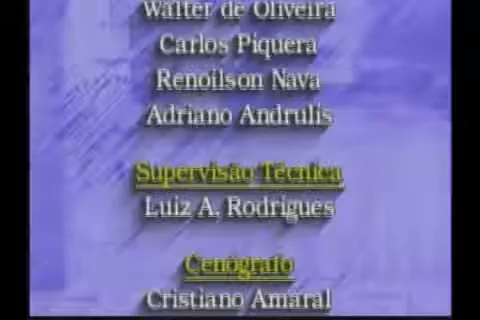 Walter de Oliveira
Carlos Piquera
Renoilson Nava
Adriano Andrulis
Supervisão Técnica
Luiz A. Rodrigues
Cenógrafo
Cristiano Amaral